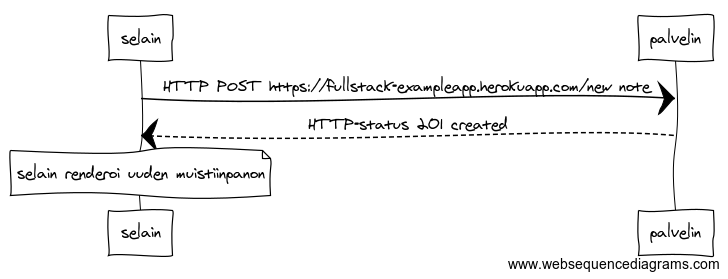 selain
palvelin
HTTP POST https://fullstack-exampleapp.herokuapp.com/new note
HTTP-status 201 created
selain renderoi uuden muistiinpanon
selain
palvelin
www.websequencediagrams.com